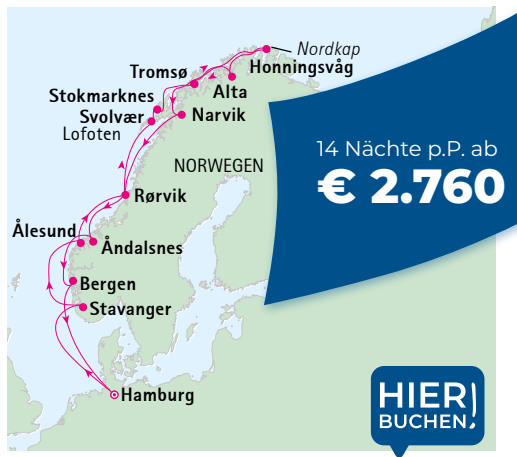 Nordkap
Honningsvåg
Tromsø
Alta
Stokmarknes
Svolvær
Narvik
Lofoten
14 Nächte p.P. ab
€ 2.760
NORWEGEN
Rørvik
Ålesund
Åndalsnes
Bergen
Stavanger
Hamburg
HIER
BUCHEN!